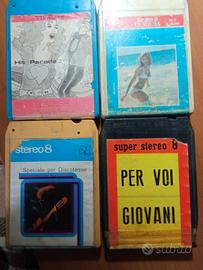 Hit Parade
stereo 8
Speciale per Discoteque
super stereo 8
PER VOI
GIOVANI
subito